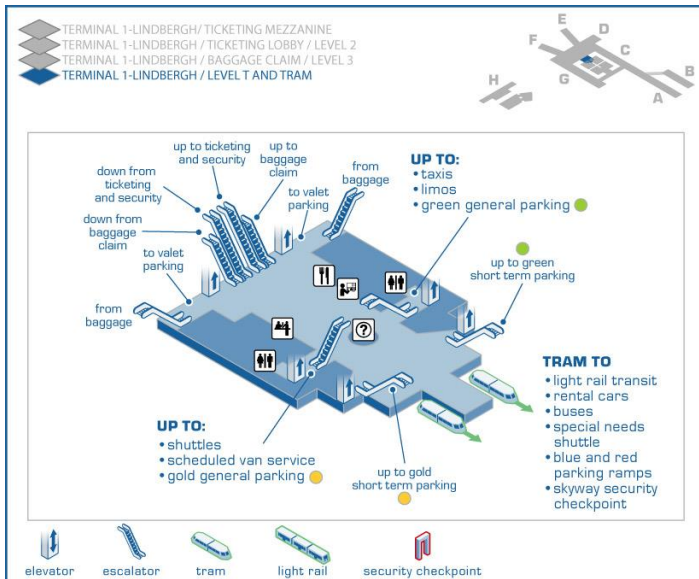 TERMINAL 1-LINDBERGH/ TICKETING MEZZANINE
TERMINAL 1-LINDBERGH / TICKETING LOBBY / LEVEL 2
TERMINAL 1-LINDBERGH / BAGGAGE CLAIM / LEVEL 3
TERMINAL 1-LINDBERGH / LEVEL T AND TRAM
E
D
F
C
B
G
H
A
up to ticketing
and security
up to
baggage
claim
from
baggage
down from
ticketing
and security
to valet
parking
down from
baggage
claim
to valet
parking
from
baggage
UP TO:
• taxis
• limos
• green general parking
up to green
short term parking
?
TRAM TO
• light rail transit
• rental cars
• buses
• special needs
shuttle
• blue and red
parking ramps
• skyway security
checkpoint
UP TO:
• shuttles
• scheduled van service
• gold general parking
up to gold
short term parking
elevator
escalator
tram
light rail
security checkpoint